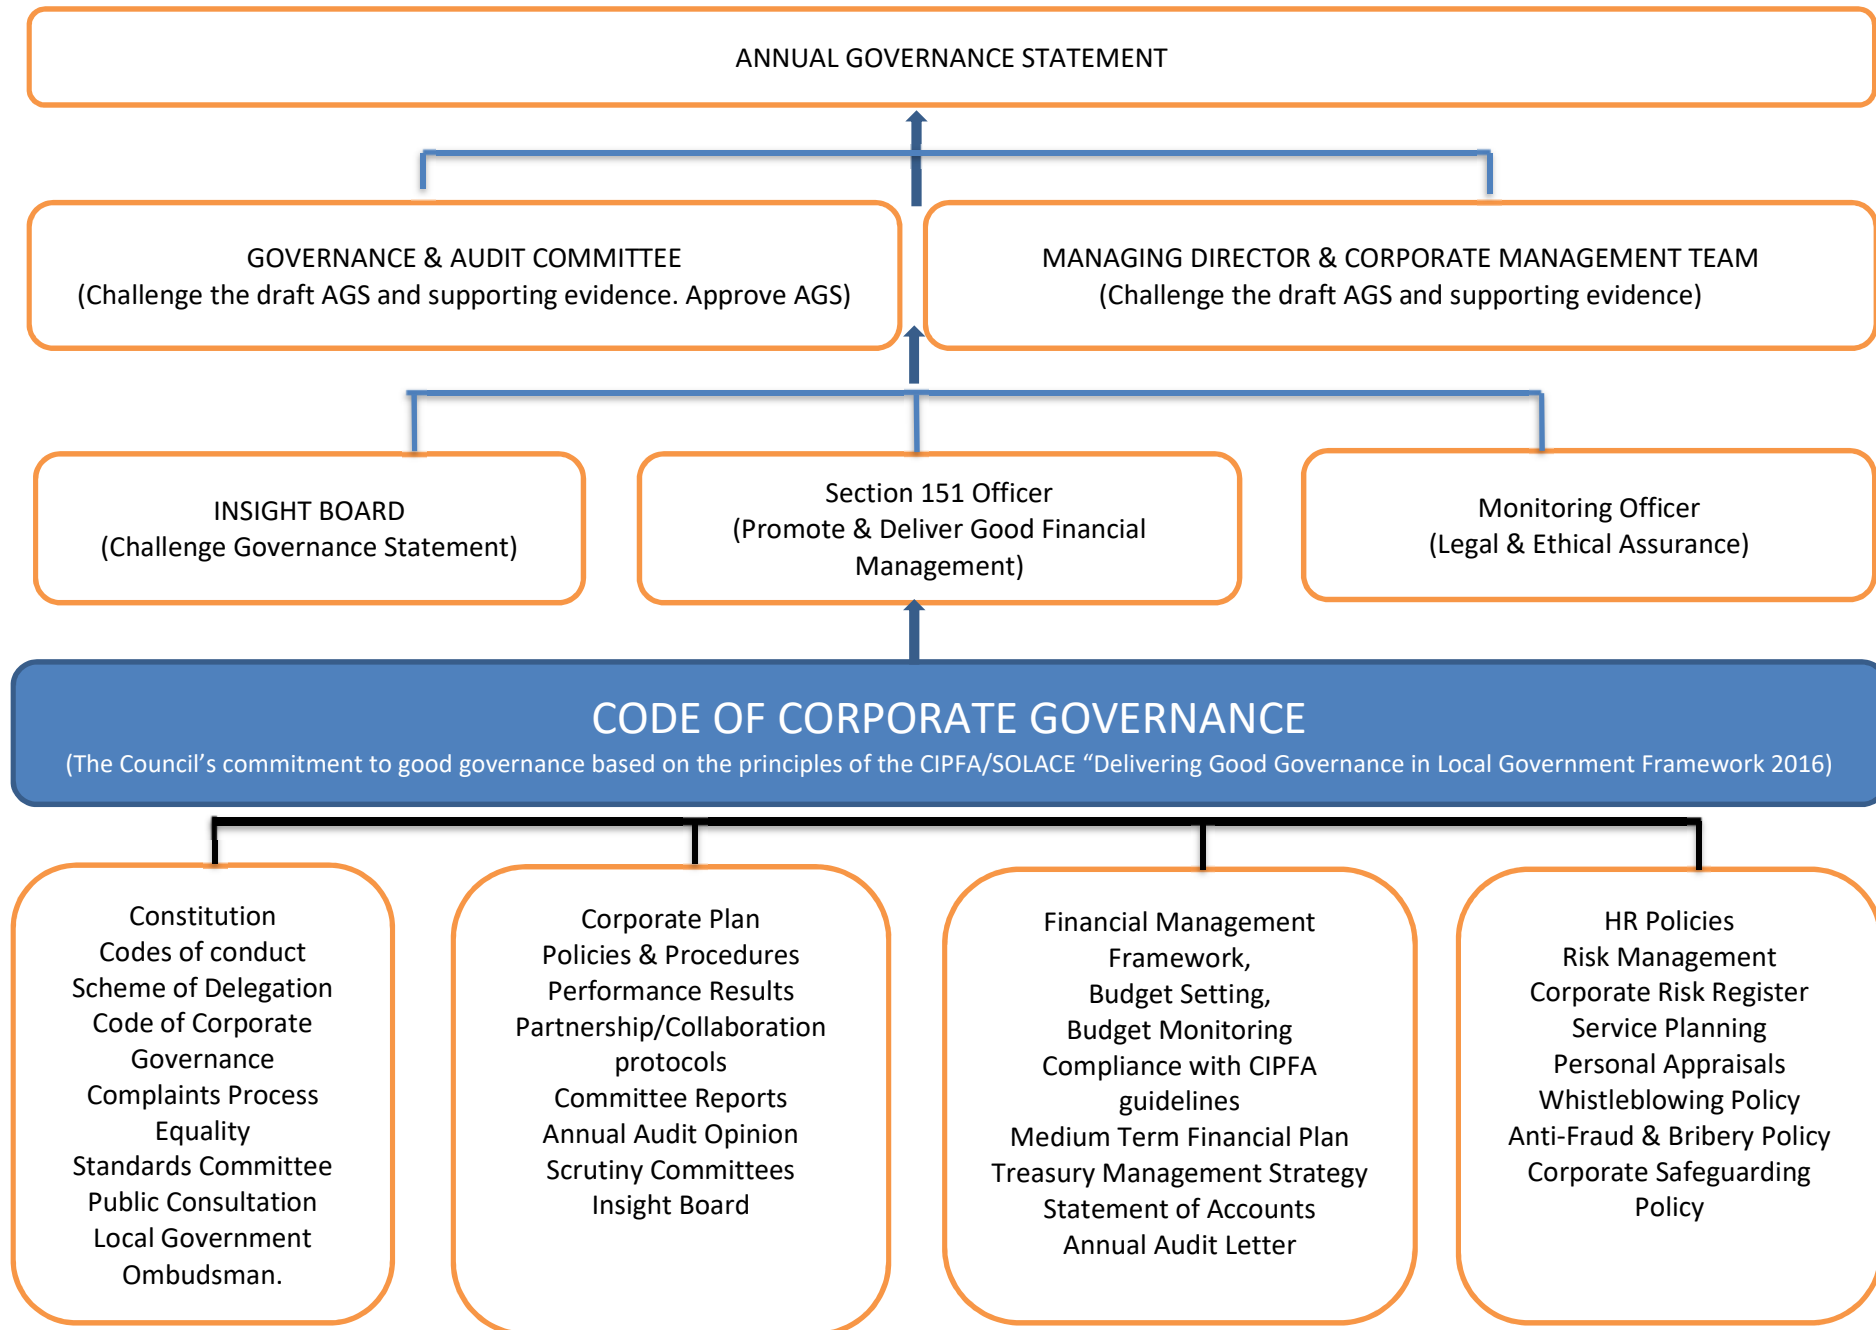 ANNUAL GOVERNANCE STATEMENT
GOVERNANCE & AUDIT COMMITTEE
(Challenge the draft AGS and supporting evidence. Approve AGS)
MANAGING DIRECTOR & CORPORATE MANAGEMENT TEAM
(Challenge the draft AGS and supporting evidence)
INSIGHT BOARD
(Challenge Governance Statement)
Section 151 Officer
(Promote & Deliver Good Financial
Management)
Monitoring Officer
(Legal & Ethical Assurance)
CODE OF CORPORATE GOVERNANCE
(The Council’s commitment to good governance based on the principles of the CIPFA/SOLACE “Delivering Good Governance in Local Government Framework 2016)
Constitution
Codes of conduct
Scheme of Delegation
Code of Corporate
Governance
Complaints Process
Equality
Standards Committee
Public Consultation
Local Government
Ombudsman.
Corporate Plan
Policies & Procedures
Performance Results
Partnership/Collaboration
protocols
Committee Reports
Annual Audit Opinion
Scrutiny Committees
Insight Board
Financial Management
Framework,
Budget Setting,
Budget Monitoring
Compliance with CIPFA
guidelines
Medium Term Financial Plan
Treasury Management Strategy
Statement of Accounts
Annual Audit Letter
HR Policies
Risk Management
Corporate Risk Register
Service Planning
Personal Appraisals
Whistleblowing Policy
Anti-Fraud & Bribery Policy
Corporate Safeguarding
Policy